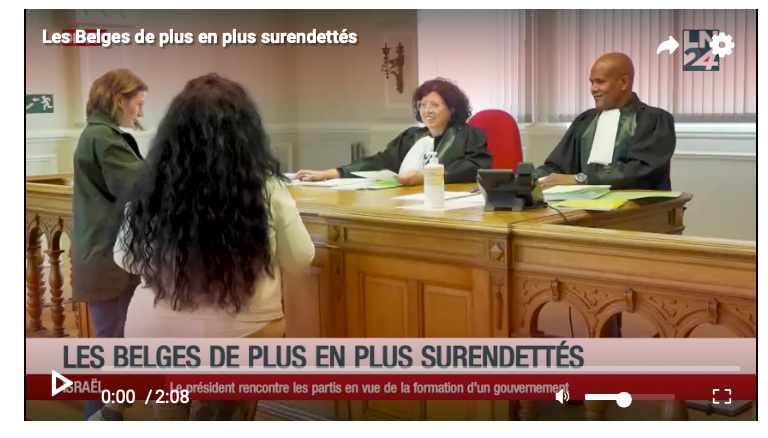 Les Belges de plus en plus surendettés
LN
24
LES BELGES DE PLUS EN PLUS SURENDETTÉS
ISRAËL Le président rencontre les partis en vue de la formation d'un gouvernement
0:00 / 2:08